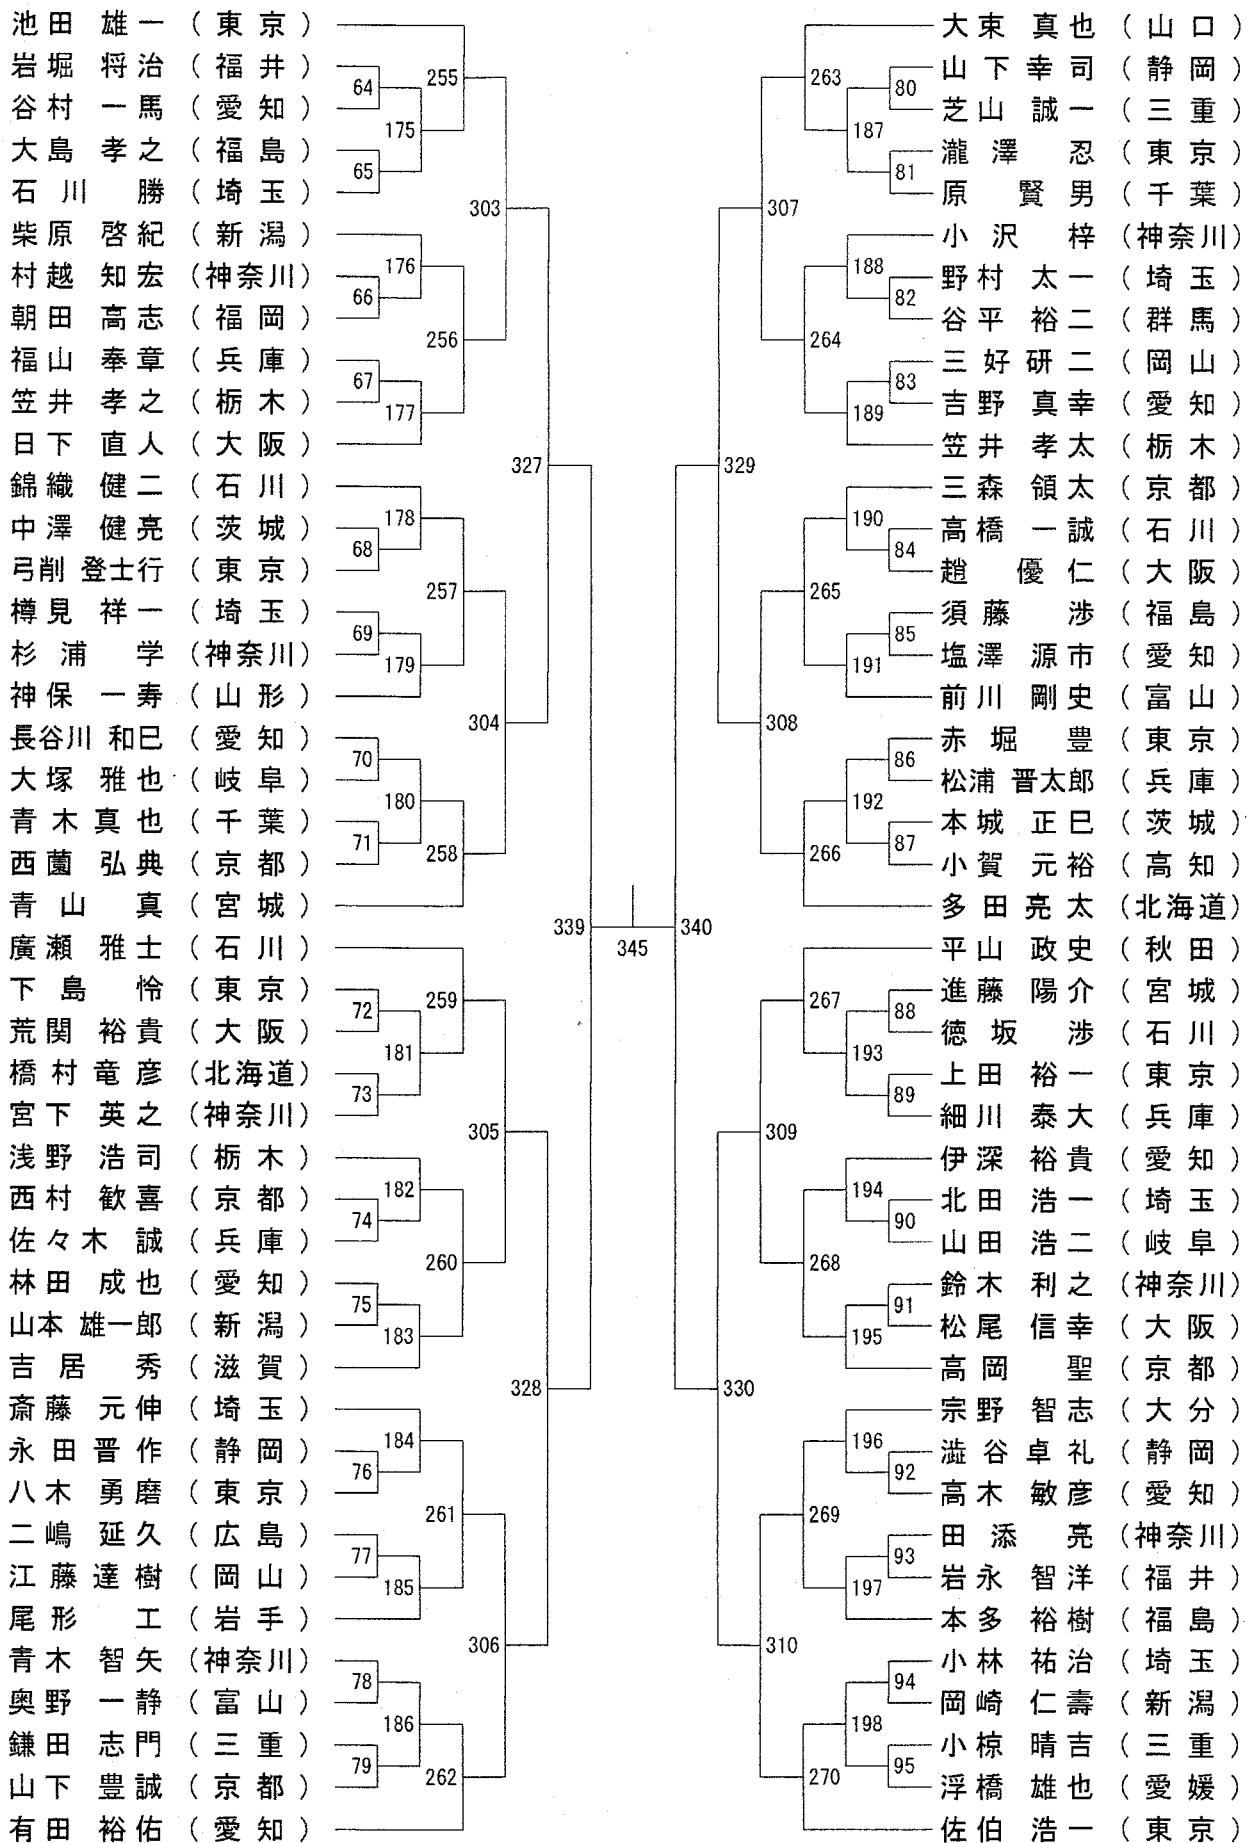 池田 雄一 (東京)
岩堀 将治 (福井)
谷村 一馬 (愛知)
大島 孝之 (福島)
石川 勝 (埼玉)
柴原 啓紀 (新潟)
村越 知宏 (神奈川)
朝田 高志 (福岡)
福山 奉章 (兵庫)
笠井 孝之 (栃木)
日下 直人 (大阪)
錦織 健二 (石川)
中澤 健亮 (茨城)
弓削 登士行 (東京)
樽見 祥一 (埼玉)
杉浦 学 (神奈川)
神保 一寿 (山形)
長谷川 和巳 (愛知)
大塚 雅也 (岐阜)
青木 真也 (千葉)
西薗 弘典 (京都)
青山 真 (宮城)
廣瀬 雅士 (石川)
下島 怜 (東京)
荒関 裕貴 (大阪)
橋村 竜彦 (北海道)
宮下 英之 (神奈川)
浅野 浩司 (栃木)
西村 歓喜 (京都)
佐々木 誠 (兵庫)
林田 成也 (愛知)
山本 雄一郎 (新潟)
吉居 秀 (滋賀)
斎藤 元伸 (埼玉)
永田 晋作 (静岡)
八木 勇磨 (東京)
二嶋 延久 (広島)
江藤 達樹 (岡山)
尾形 工 (岩手)
青木 智矢 (神奈川)
奥野 一静 (富山)
鎌田 志門 (三重)
山下 豊誠 (京都)
有田 裕佑 (愛知)
64
65
66
67
68
69
70
71
72
73
74
75
76
77
78
79
175
176
177
178
179
180
181
182
183
184
185
186
255
256
257
258
259
260
261
262
303
304
305
306
327
328
339
345
340
329
330
307
308
309
310
263
264
265
266
267
268
269
270
187
188
189
190
191
192
193
194
195
196
197
198
80
81
82
83
84
85
86
87
88
89
90
91
92
93
94
95
大束 真也 (山口)
山下 幸司 (静岡)
芝山 誠一 (三重)
瀧澤 忍 (東京)
原 賢男 (千葉)
小沢 梓 (神奈川)
野村 太一 (埼玉)
谷平 裕二 (群馬)
三好 研二 (岡山)
吉野 真幸 (愛知)
笠井 孝太 (栃木)
三森 領太 (京都)
高橋 一誠 (石川)
趙 優仁 (大阪)
須藤 渉 (福島)
塩澤 源市 (愛知)
前川 剛史 (富山)
赤堀 豊 (東京)
松浦 晋太郎 (兵庫)
本城 正巳 (茨城)
小賀 元裕 (高知)
多田 亮太 (北海道)
平山 政史 (秋田)
進藤 陽介 (宮城)
徳坂 渉 (石川)
上田 裕一 (東京)
細川 泰大 (兵庫)
伊深 裕貴 (愛知)
北田 浩一 (埼玉)
山田 浩二 (岐阜)
鈴木 利之 (神奈川)
松尾 信幸 (大阪)
高岡 聖 (京都)
宗野 智志 (大分)
澁谷 卓礼 (静岡)
高木 敏彦 (愛知)
田添 亮 (神奈川)
岩永 智洋 (福井)
本多 裕樹 (福島)
小林 祐治 (埼玉)
岡崎 仁壽 (新潟)
小椋 晴吉 (三重)
浮橋 雄也 (愛媛)
佐伯 浩一 (東京)